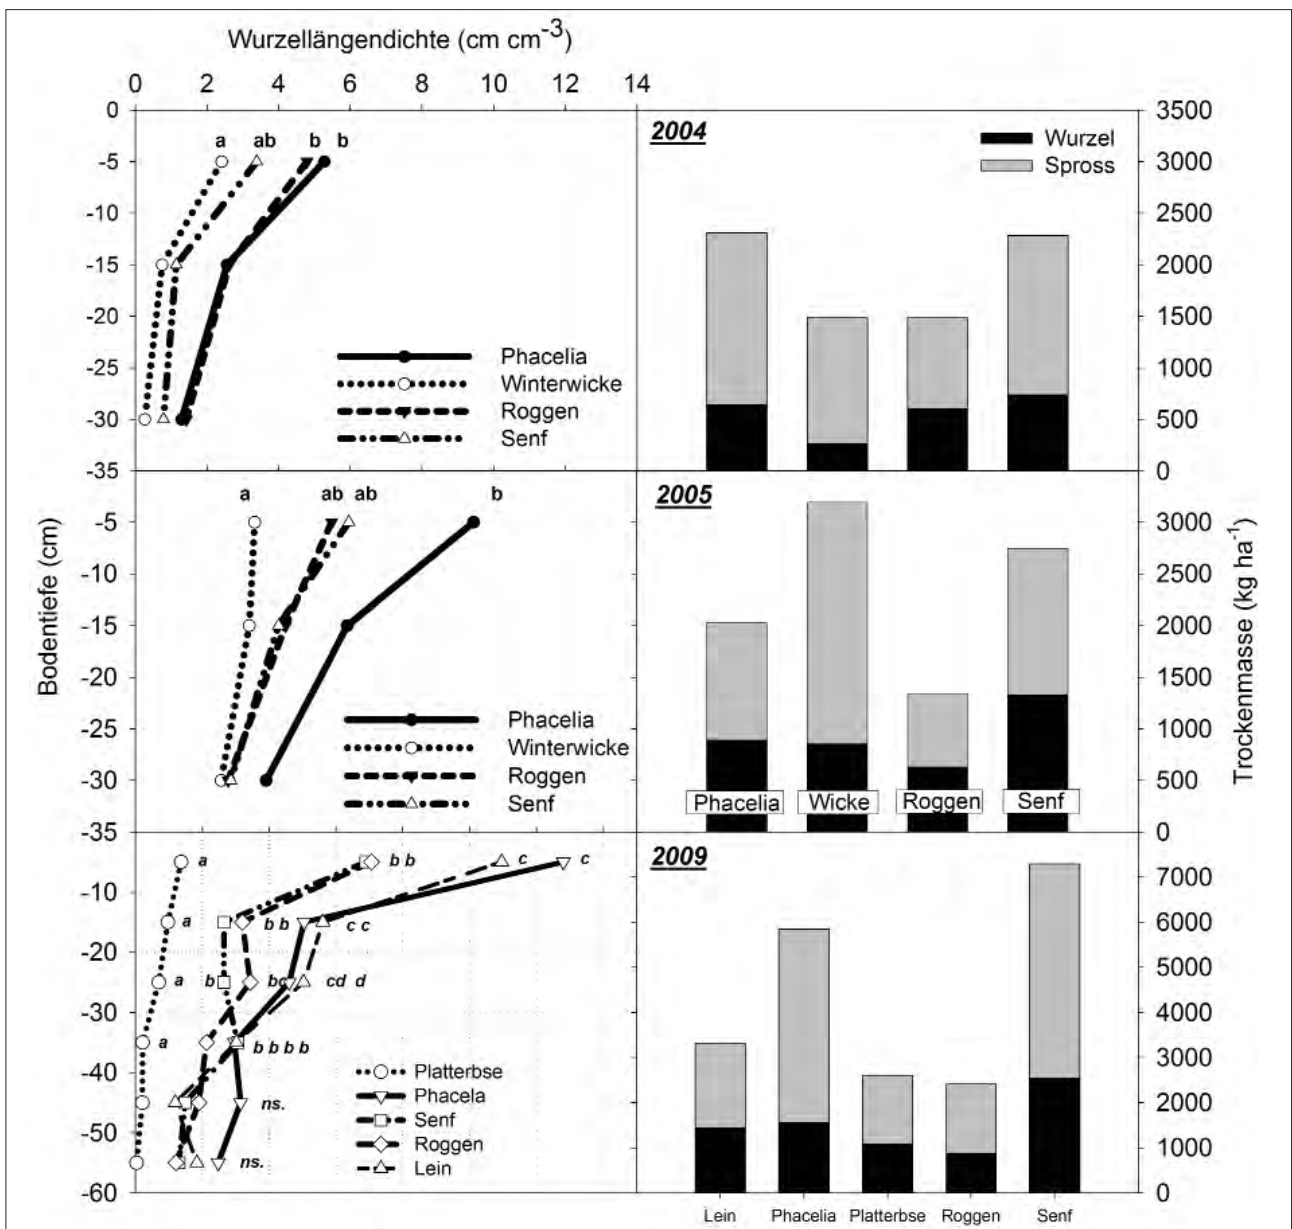 Wurzellängendichte (cm cm-3)
0 2 4 6 8 10 12 14
0
-5
-10
-15
-20
-25
-30
-35
a ab b b
Phacelia
Winterwicke
Roggen
Senf
2004
Wurzel
Spross
3500
3000
2500
2000
1500
1000
500
0
Bodentiefe (cm)
-5
-10
-15
-20
-25
-30
-35
a ab ab b
Phacelia
Winterwicke
Roggen
Senf
2005
Phacelia Wicke Roggen Senf
3000
2500
2000
1500
1000
500
0
Trockenmasse (kg ha-1)
-10
-20
-30
-40
-50
-60
a b b c c
a b b c c
a b bc cd d
a b b b b
ns.
ns.
Platterbse
Phacela
Senf
Roggen
Lein
2009
7000
6000
5000
4000
3000
2000
1000
0
Lein Phacelia Platterbse Roggen Senf